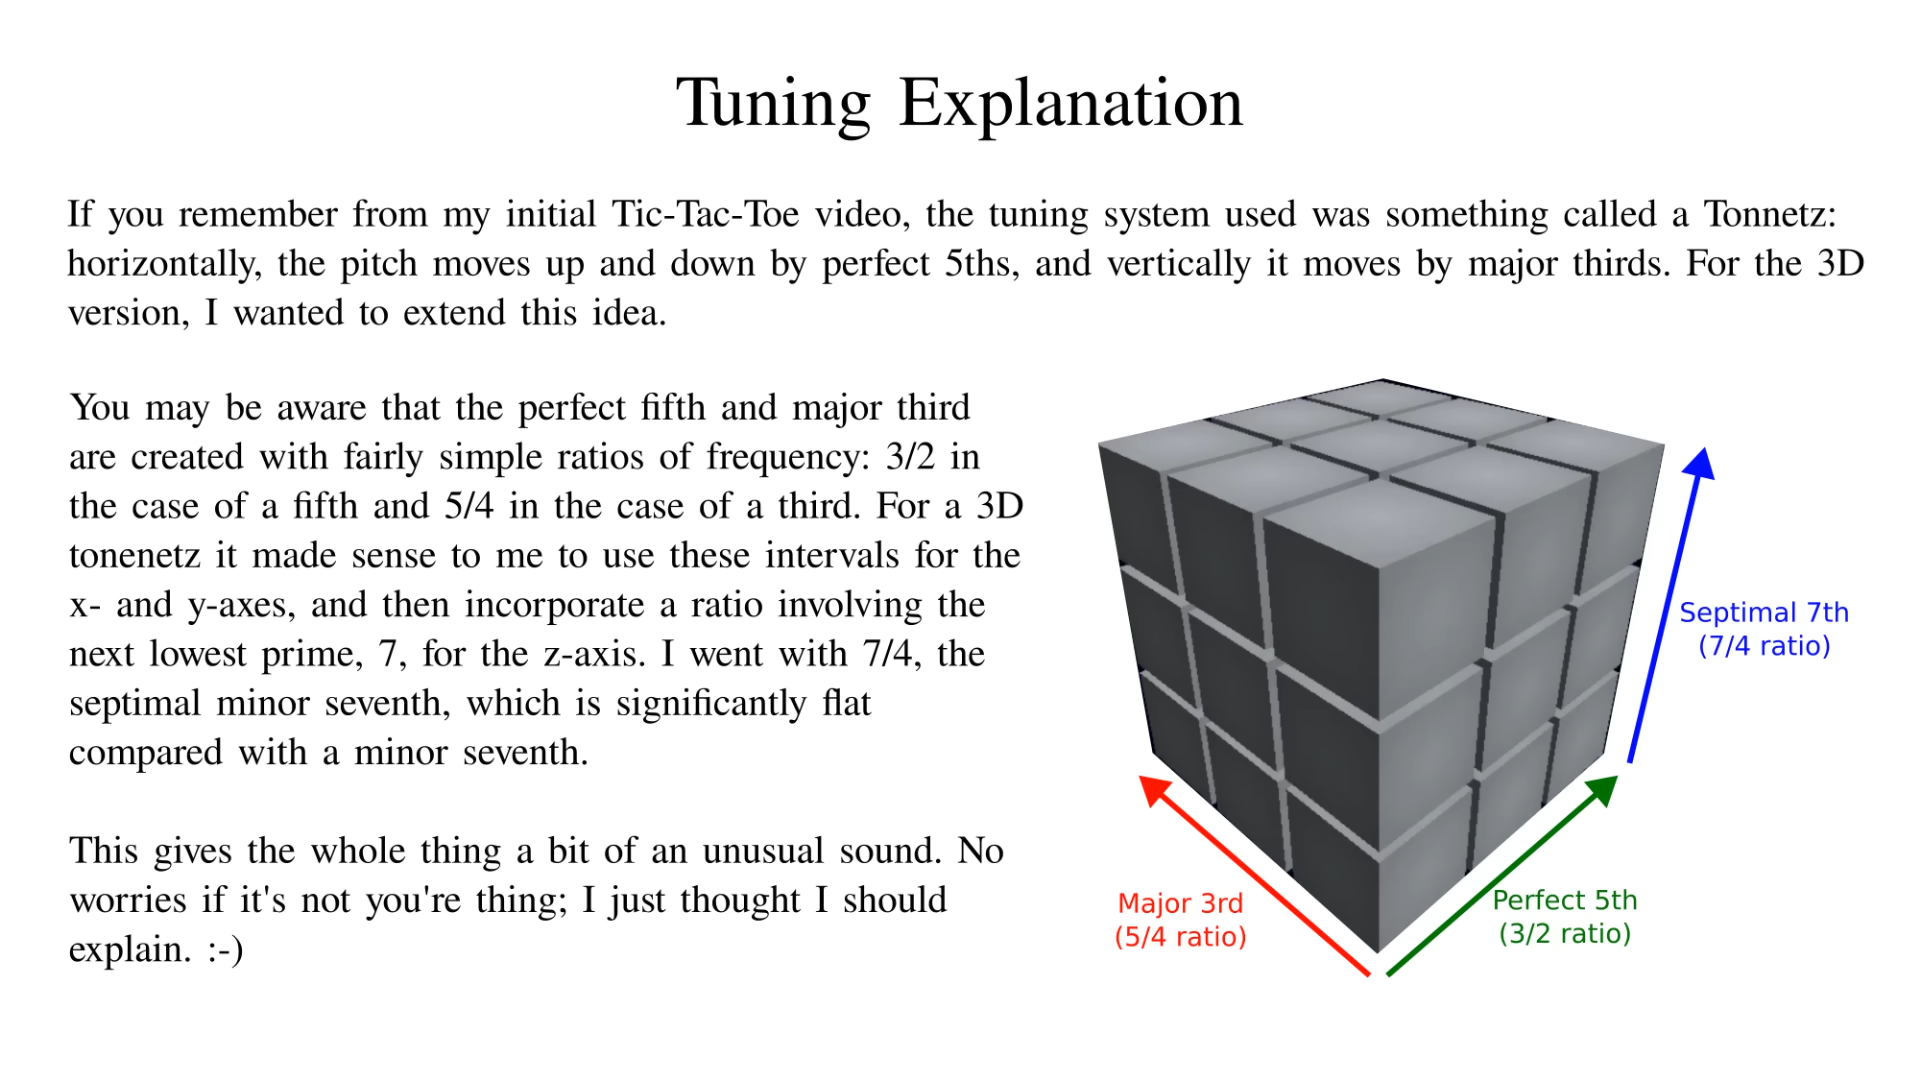 Tuning Explanation
If you remember from my initial Tic-Tac-Toe video, the tuning system used was something called a Tonnetz:
horizontally, the pitch moves up and down by perfect 5ths, and vertically it moves by major thirds. For the 3D
version, I wanted to extend this idea.
You may be aware that the perfect fifth and major third
are created with fairly simple ratios of frequency: 3/2 in
the case of a fifth and 5/4 in the case of a third. For a 3D
tonenetz it made sense to me to use these intervals for the
x- and y-axes, and then incorporate a ratio involving the
next lowest prime, 7, for the z-axis. I went with 7/4, the
septimal minor seventh, which is significantly flat
compared with a minor seventh.
This gives the whole thing a bit of an unusual sound. No
worries if it's not you're thing; I just thought I should
explain. :-)
Septimal 7th
(7/4 ratio)
Major 3rd
(5/4 ratio)
Perfect 5th
(3/2 ratio)